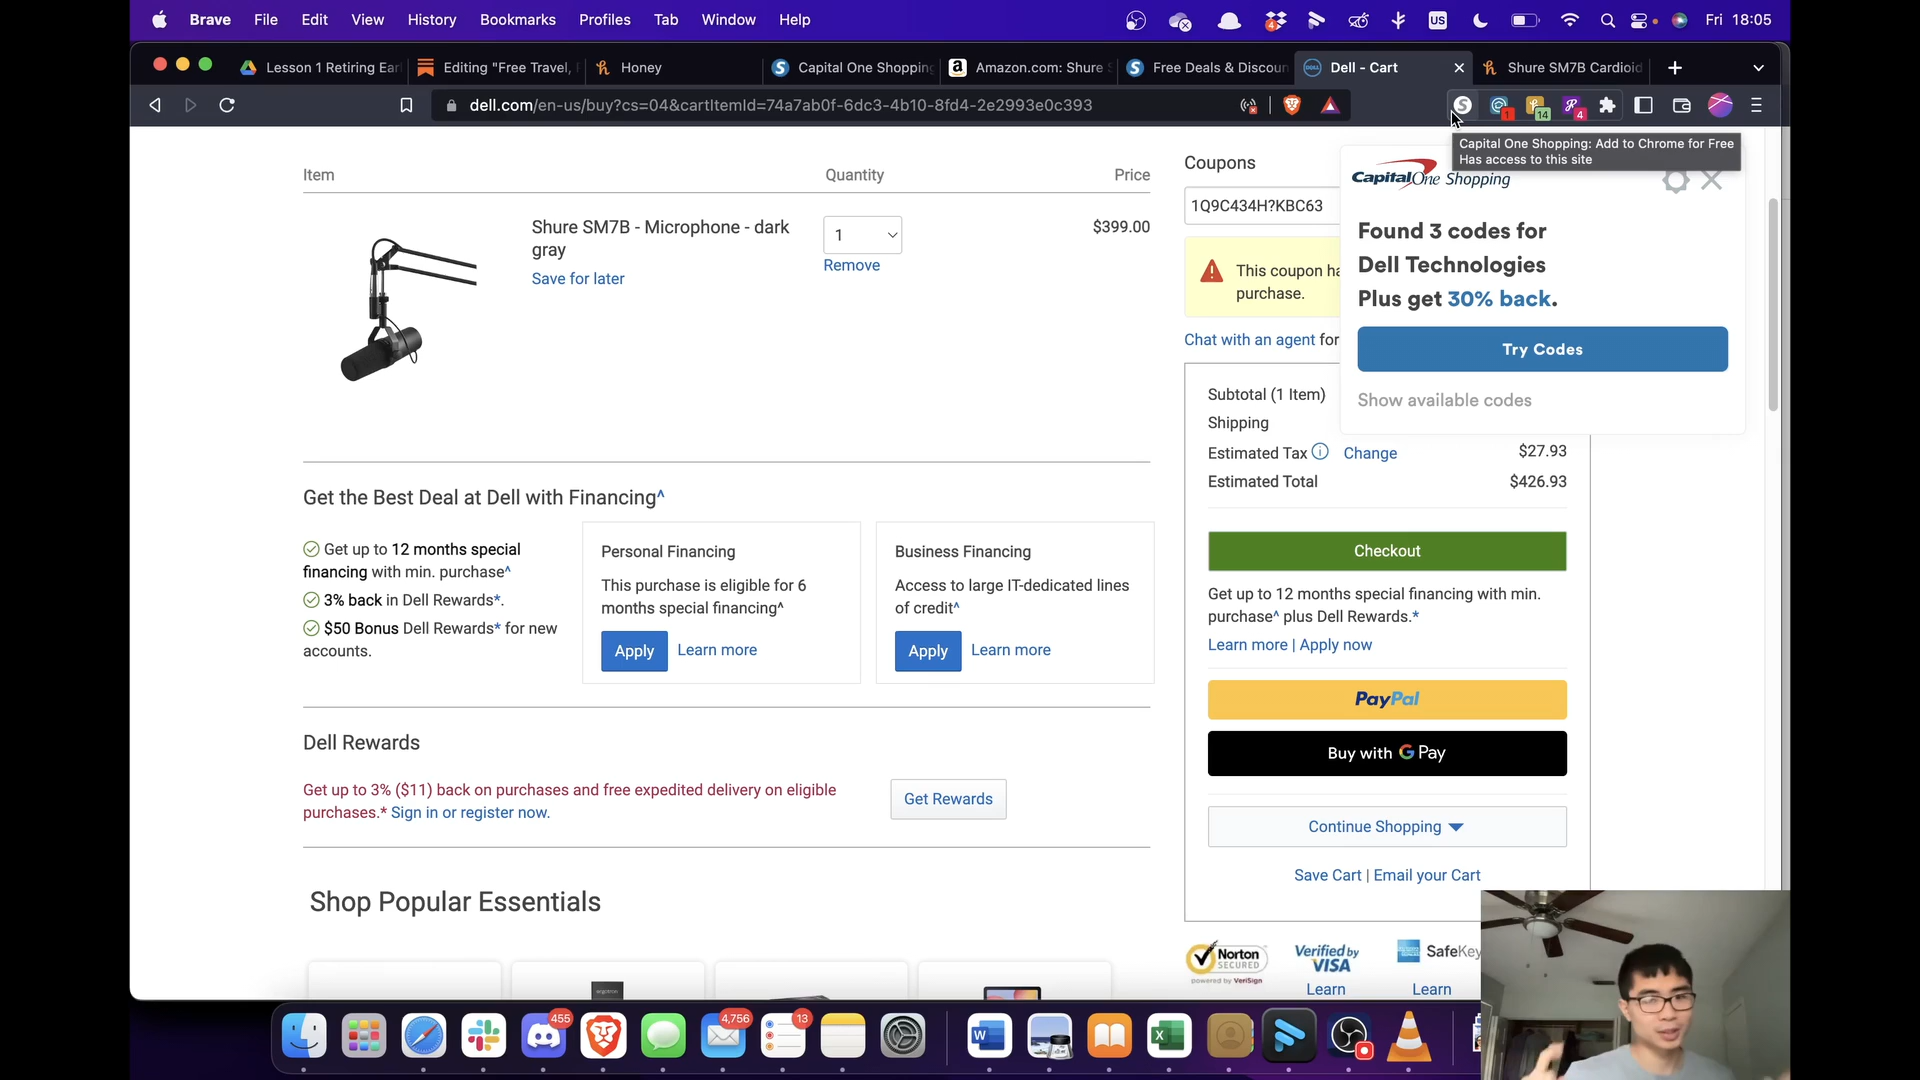 Brave File Edit View History Bookmarks Profiles Tab Window Help
4
US
Fri 18:05
Lesson 1 Retiring Ear
Editing "Free Travel,
Honey
Capital One Shopping
Amazon.com: Shure S
Free Deals & Discoun
Dell - Cart
Shure SM7B Cardioid
dell.com/en-us/buy?cs=04&cartItemId=74a7ab0f-6dc3-4b10-8fd4-2e2993e0c393
1
14
4
Capital One Shopping: Add to Chrome for Free
Has access to this site
Item
Quantity
Price
Shure SM7B - Microphone - dark
gray
Save for later
1
Remove
$399.00
Coupons
1Q9C434H?KBC63
This coupon ha
purchase.
Chat with an agent for
CapitalOne Shopping
Found 3 codes for
Dell Technologies
Plus get 30% back.
Try Codes
Show available codes
Subtotal (1 Item)
Shipping
Estimated Tax Change $27.93
Estimated Total $426.93
Checkout
Get up to 12 months special financing with min.
purchase^ plus Dell Rewards.*
Learn more | Apply now
PayPal
Buy with G Pay
Continue Shopping
Save Cart | Email your Cart
Norton
SECURED
powered by VeriSign
Verified by
VISA
Learn
SafeKey
Learn
Get the Best Deal at Dell with Financing^
Get up to 12 months special
financing with min. purchase^
3% back in Dell Rewards*.
$50 Bonus Dell Rewards* for new
accounts.
Personal Financing
This purchase is eligible for 6
months special financing^
Apply Learn more
Business Financing
Access to large IT-dedicated lines
of credit^
Apply Learn more
Dell Rewards
Get up to 3% ($11) back on purchases and free expedited delivery on eligible
purchases.* Sign in or register now.
Get Rewards
Shop Popular Essentials
455
4,756
13